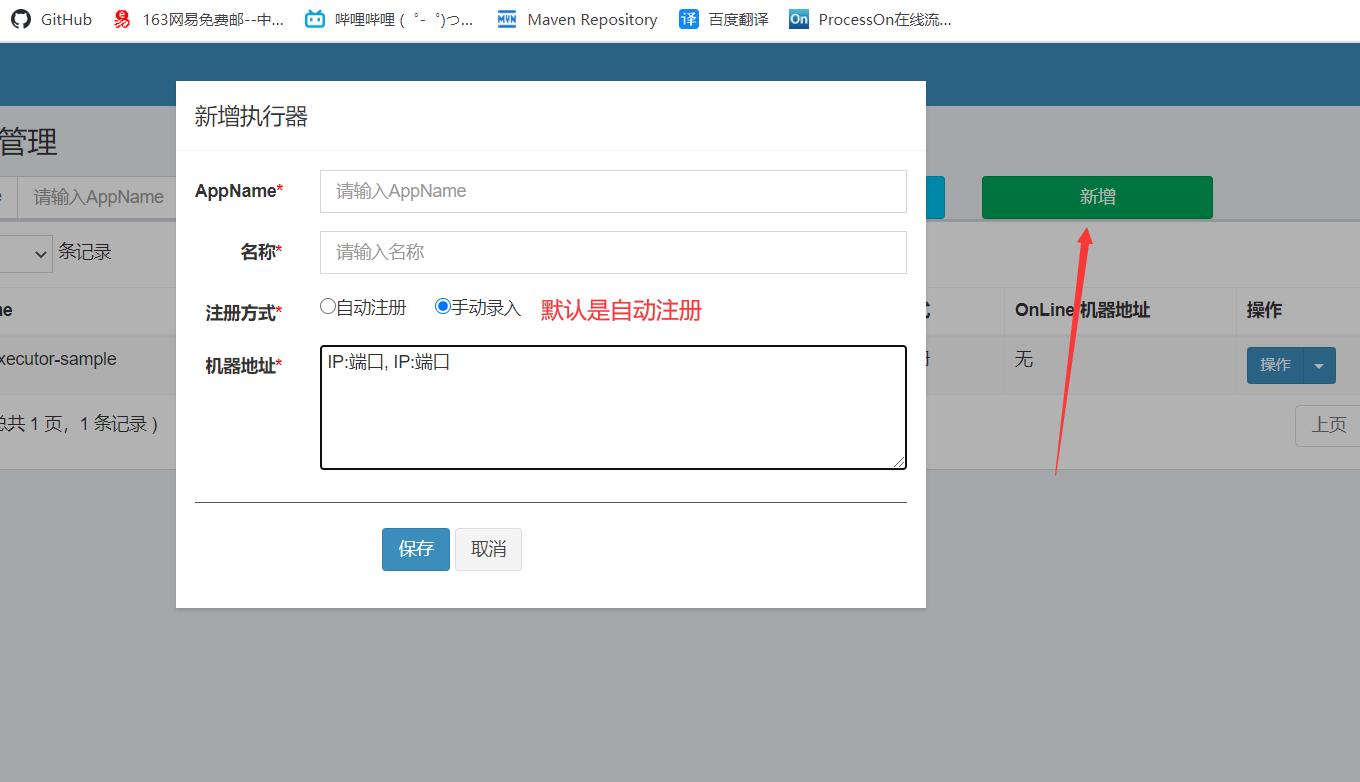 GitHub 163网易免费邮--中... 哔哩哔哩 ( ゜- ゜)つ... Maven Repository 百度翻译 ProcessOn在线流...
新增执行器
管理
AppName* 请输入AppName
请输入AppName 新增
名称* 请输入名称
条记录
注册方式* 自动注册 手动录入 默认是自动注册
OnLine 机器地址 操作
xecutor-sample 无 操作
机器地址* IP:端口, IP:端口
总共 1 页，1 条记录 ) 上页
保存 取消